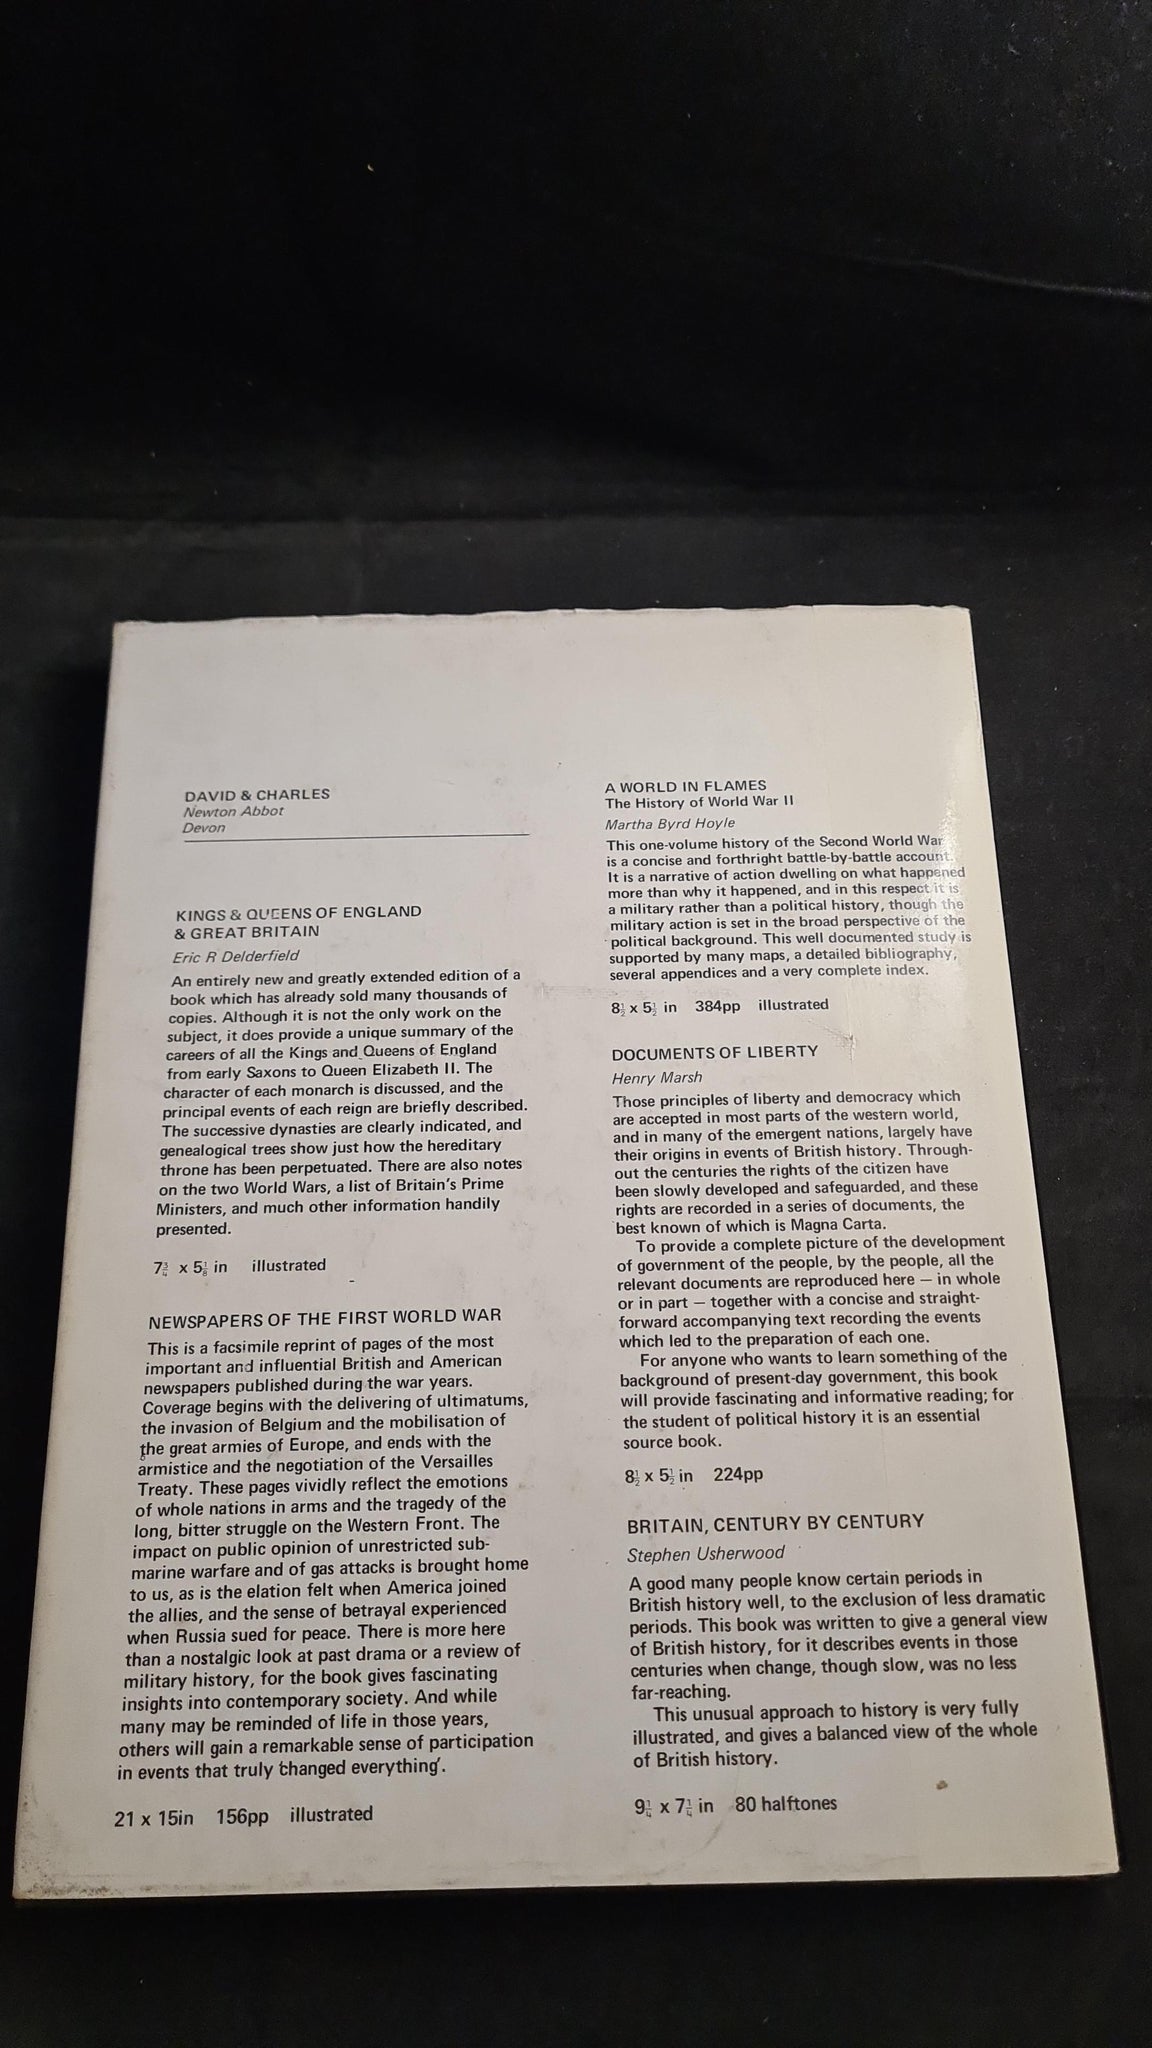 DAVID & CHARLES
Newton Abbot
Devon
KINGS & QUEENS OF ENGLAND
& GREAT BRITAIN
Eric R Delderfield
An entirely new and greatly extended edition of a
book which has already sold many thousands of
copies. Although it is not the only work on the
subject, it does provide a unique summary of the
careers of all the Kings and Queens of England
from early Saxons to Queen Elizabeth II. The
character of each monarch is discussed, and the
principal events of each reign are briefly described.
The successive dynasties are clearly indicated, and
genealogical trees show just how the hereditary
throne has been perpetuated. There are also notes
on the two World Wars, a list of Britain's Prime
Ministers, and much other information handily
presented.
7¾ x 5⅛ in illustrated
NEWSPAPERS OF THE FIRST WORLD WAR
This is a facsimile reprint of pages of the most
important and influential British and American
newspapers published during the war years.
Coverage begins with the delivering of ultimatums,
the invasion of Belgium and the mobilisation of
the great armies of Europe, and ends with the
armistice and the negotiation of the Versailles
Treaty. These pages vividly reflect the emotions
of whole nations in arms and the tragedy of the
long, bitter struggle on the Western Front. The
impact on public opinion of unrestricted sub-
marine warfare and of gas attacks is brought home
to us, as is the elation felt when America joined
the allies, and the sense of betrayal experienced
when Russia sued for peace. There is more here
than a nostalgic look at past drama or a review of
military history, for the book gives fascinating
insights into contemporary society. And while
many may be reminded of life in those years,
others will gain a remarkable sense of participation
in events that truly 'changed everything'.
21 x 15in 156pp illustrated
A WORLD IN FLAMES
The History of World War II
Martha Byrd Hoyle
This one-volume history of the Second World War
is a concise and forthright battle-by-battle account.
It is a narrative of action dwelling on what happened
more than why it happened, and in this respect it is
a military rather than a political history, though the
military action is set in the broad perspective of the
political background. This well documented study is
supported by many maps, a detailed bibliography,
several appendices and a very complete index.
8½ x 5½ in 384pp illustrated
DOCUMENTS OF LIBERTY
Henry Marsh
Those principles of liberty and democracy which
are accepted in most parts of the western world,
and in many of the emergent nations, largely have
their origins in events of British history. Through-
out the centuries the rights of the citizen have
been slowly developed and safeguarded, and these
rights are recorded in a series of documents, the
best known of which is Magna Carta.
To provide a complete picture of the development
of government of the people, by the people, all the
relevant documents are reproduced here — in whole
or in part — together with a concise and straight-
forward accompanying text recording the events
which led to the preparation of each one.
For anyone who wants to learn something of the
background of present-day government, this book
will provide fascinating and informative reading; for
the student of political history it is an essential
source book.
8½ x 5½ in 224pp
BRITAIN, CENTURY BY CENTURY
Stephen Usherwood
A good many people know certain periods in
British history well, to the exclusion of less dramatic
periods. This book was written to give a general view
of British history, for it describes events in those
centuries when change, though slow, was no less
far-reaching.
This unusual approach to history is very fully
illustrated, and gives a balanced view of the whole
of British history.
9¼ x 7¼ in 80 halftones